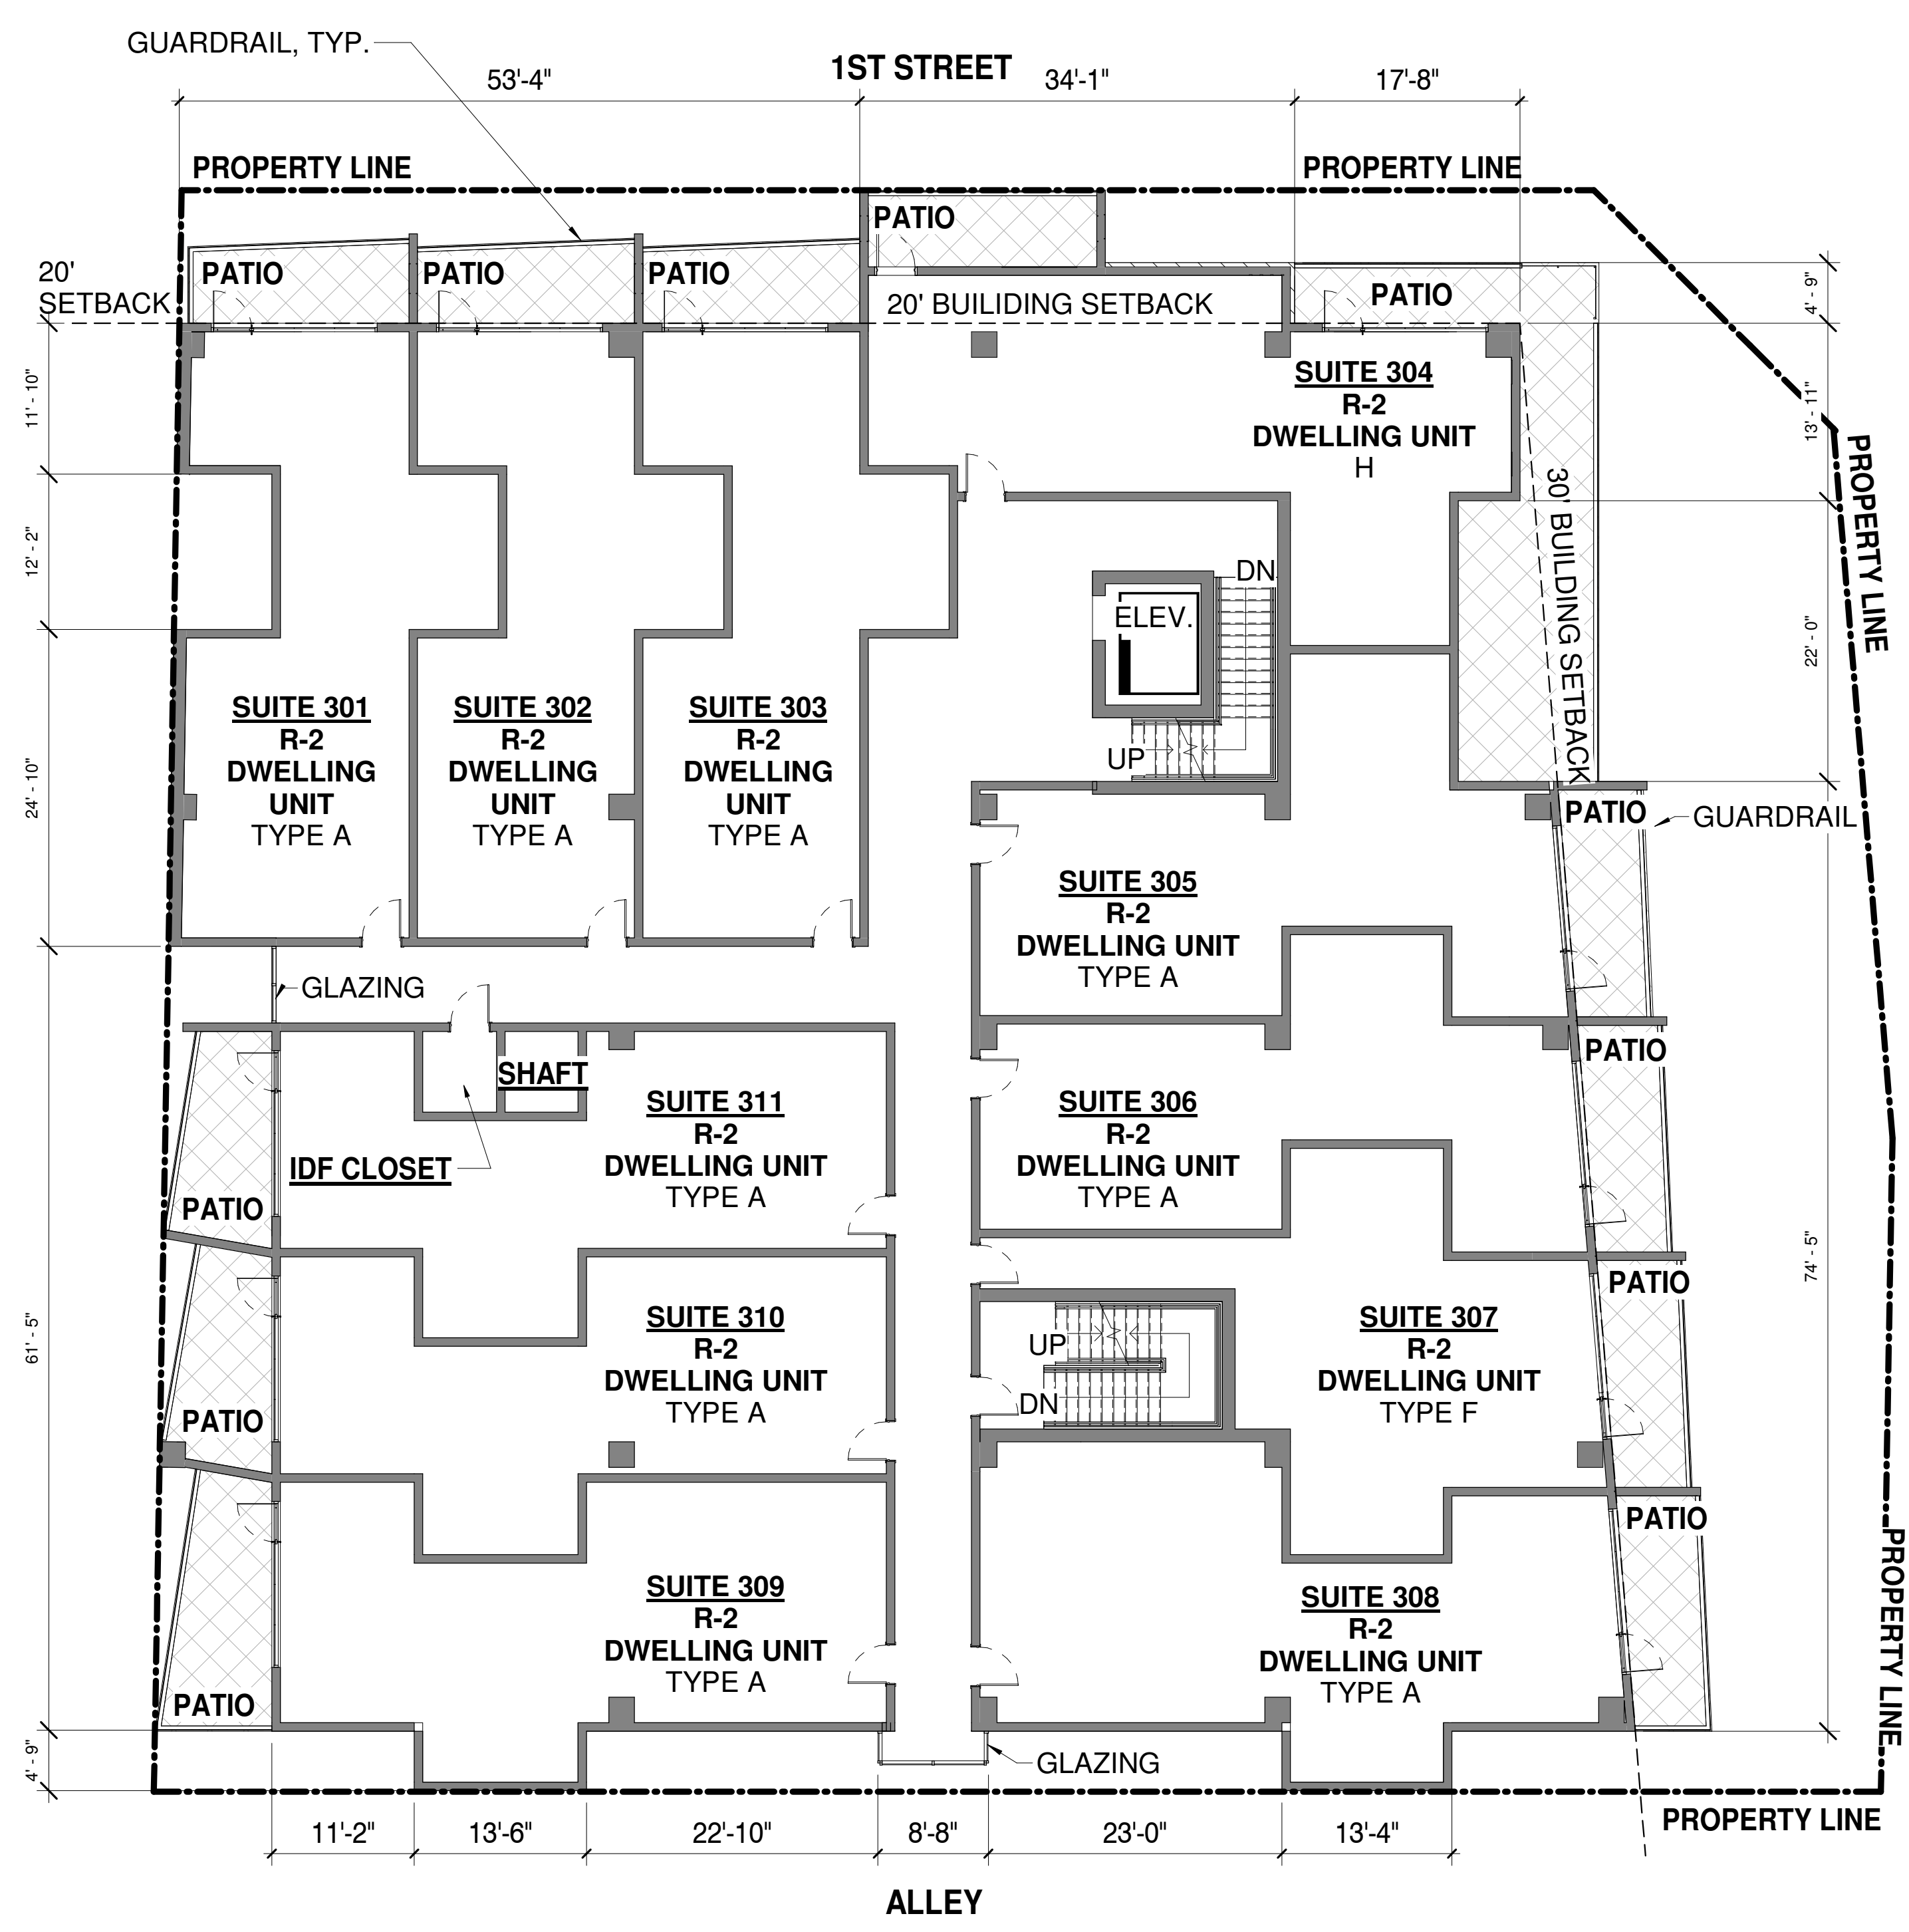 GUARDRAIL, TYP.
1ST STREET
53'-4"
34'-1"
17'-8"
PROPERTY LINE
PROPERTY LINE
PATIO
20'
SETBACK
PATIO
PATIO
PATIO
20' BUILIDING SETBACK
PATIO
4' - 9"
11' - 10"
SUITE 304
R-2
DWELLING UNIT
H
13' - 11"
PROPERTY LINE
30' BUILDING SETBACK
12' - 2"
DN
ELEV.
UP
22' - 0"
SUITE 301
R-2
DWELLING
UNIT
TYPE A
SUITE 302
R-2
DWELLING
UNIT
TYPE A
SUITE 303
R-2
DWELLING
UNIT
TYPE A
24' - 10"
PATIO
GUARDRAIL
SUITE 305
R-2
DWELLING UNIT
TYPE A
GLAZING
SHAFT
PATIO
SUITE 311
R-2
DWELLING UNIT
TYPE A
SUITE 306
R-2
DWELLING UNIT
TYPE A
IDF CLOSET
PATIO
74' - 5"
PATIO
61' - 5"
SUITE 310
R-2
DWELLING UNIT
TYPE A
UP
DN
SUITE 307
R-2
DWELLING UNIT
TYPE F
PATIO
PATIO
SUITE 309
R-2
DWELLING UNIT
TYPE A
SUITE 308
R-2
DWELLING UNIT
TYPE A
PROPERTY LINE
PATIO
4' - 9"
GLAZING
PROPERTY LINE
11'-2"
13'-6"
22'-10"
8'-8"
23'-0"
13'-4"
ALLEY